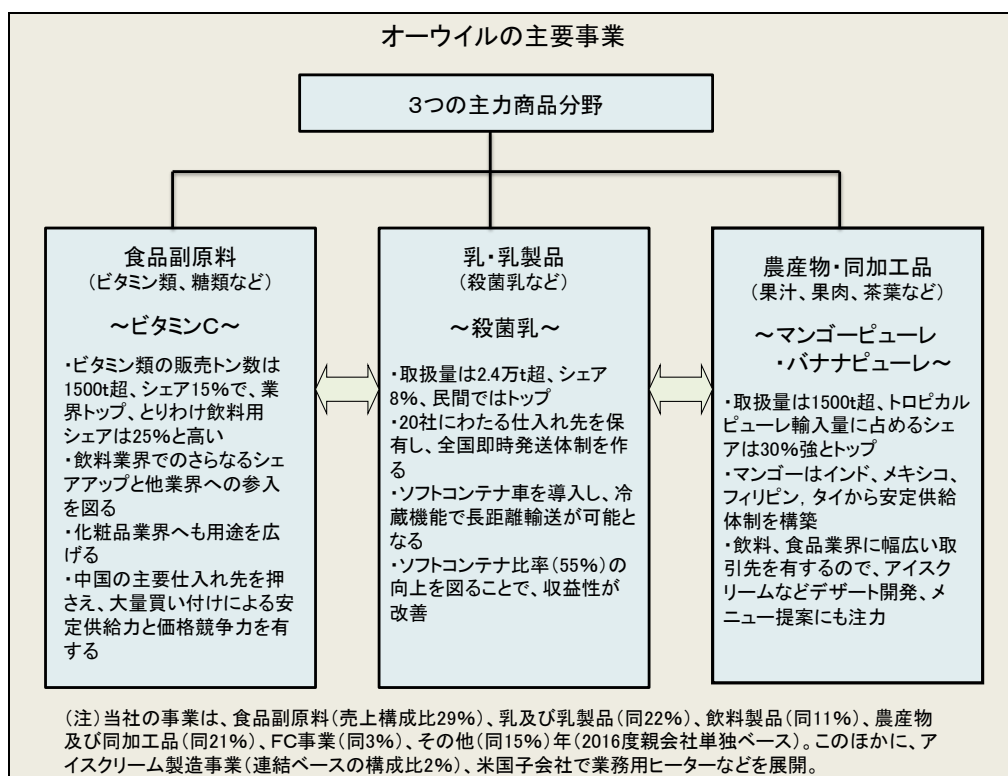 オーウイルの主要事業
3つの主力商品分野
食品副原料
(ビタミン類、糖類など)
～ビタミンC～
・ビタミン類の販売トン数は
1500t超、シェア15%で、業
界トップ、とりわけ飲料用
シェアは25%と高い
・飲料業界でのさらなるシェ
アアップと他業界への参入
を図る
・化粧品業界へも用途を広
げる
・中国の主要仕入れ先を押
さえ、大量買い付けによる安
定供給力と価格競争力を有
する
乳・乳製品
(殺菌乳など)
～殺菌乳～
・取扱量は2.4万t超、シェア
8%、民間ではトップ
・20社にわたる仕入れ先を保
有し、全国即時発送体制を作
る
・ソフトコンテナ車を導入し、冷
蔵機能で長距離輸送が可能と
なる
・ソフトコンテナ比率(55%)の
向上を図ることで、収益性が
改善
農産物・同加工品
(果汁、果肉、茶葉など)
～マンゴーピューレ
・バナナピューレ～
・取扱量は1500t超、トロピカル
ピューレ輸入量に占めるシェ
アは30%強とトップ
・マンゴーはインド、メキシコ、
フィリピン，タイから安定供給
体制を構築
・飲料、食品業界に幅広い取
引先を有するので、アイスク
リームなどデザート開発、メ
ニュー提案にも注力
(注)当社の事業は、食品副原料(売上構成比29%)、乳及び乳製品(同22%)、飲料製品(同11%)、農産物
及び同加工品(同21%)、FC事業(同3%)、その他(同15%)年(2016度親会社単独ベース)。このほかに、ア
イスクリーム製造事業(連結ベースの構成比2%)、米国子会社で業務用ヒーターなどを展開。